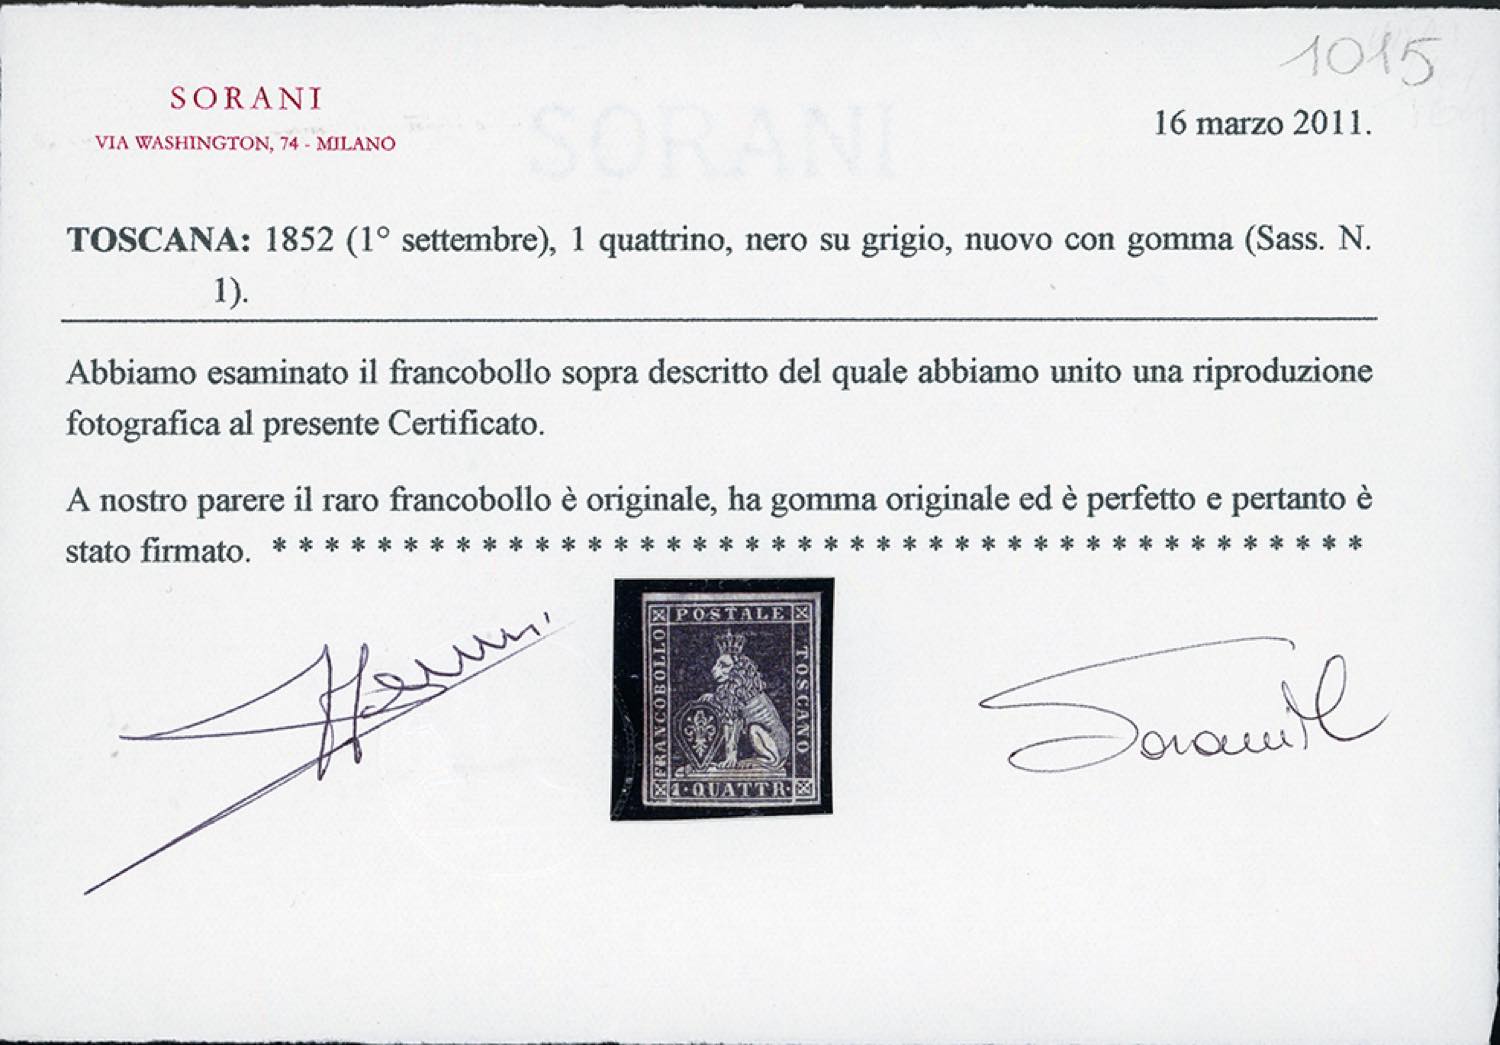 1015
SORANI
VIA WASHINGTON, 74 - MILANO
SORANI
16 marzo 2011.
TOSCANA: 1852 (1° settembre), 1 quattrino, nero su grigio, nuovo con gomma (Sass. N.
1).
Abbiamo esaminato il francobollo sopra descritto del quale abbiamo unito una riproduzione
fotografica al presente Certificato.
A nostro parere il raro francobollo è originale, ha gomma originale ed è perfetto e pertanto è
stato firmato. * * * * * * * * * * * * * * * * * * * * * * * * * * * * * * * * * * * * * * * * * *
POSTALE
FRANCOBOLLO
TOSCANO
1·QUATTR·
Sorani